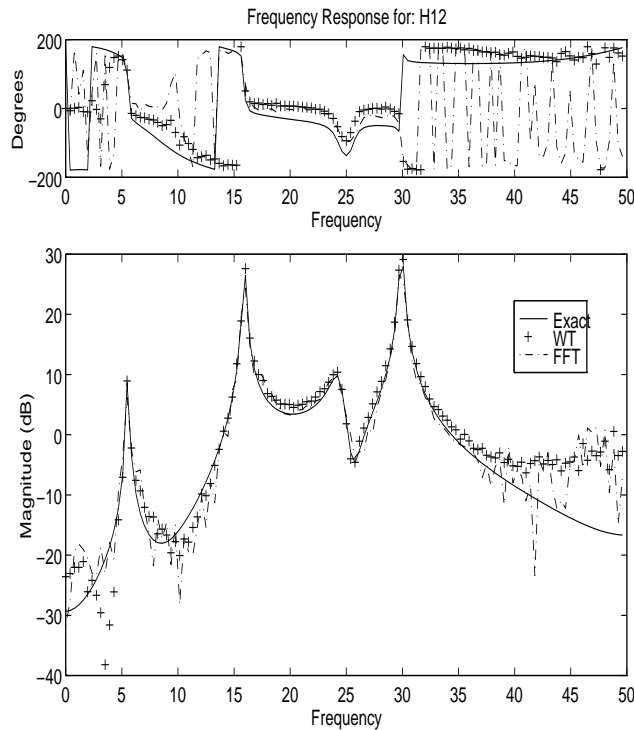 Frequency Response for: H12
200
0
−200
Degrees
0 5 10 15 20 25 30 35 40 45 50
Frequency
30
20
10
0
−10
−20
−30
−40
Magnitude (dB)
Exact
WT
FFT
0 5 10 15 20 25 30 35 40 45 50
Frequency